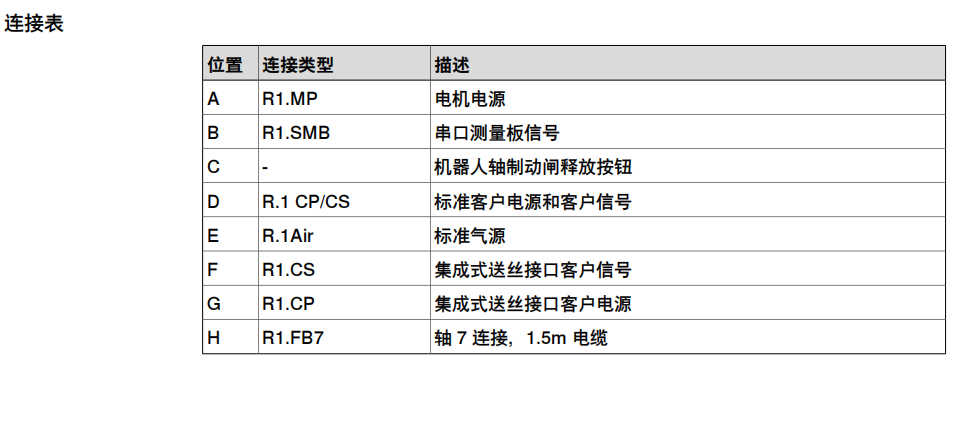 连接表
位置 连接类型 描述
A R1.MP 电机电源
B R1.SMB 串口测量板信号
C - 机器人轴制动闸释放按钮
D R.1 CP/CS 标准客户电源和客户信号
E R.1Air 标准气源
F R1.CS 集成式送丝接口客户信号
G R1.CP 集成式送丝接口客户电源
H R1.FB7 轴 7 连接，1.5m 电缆